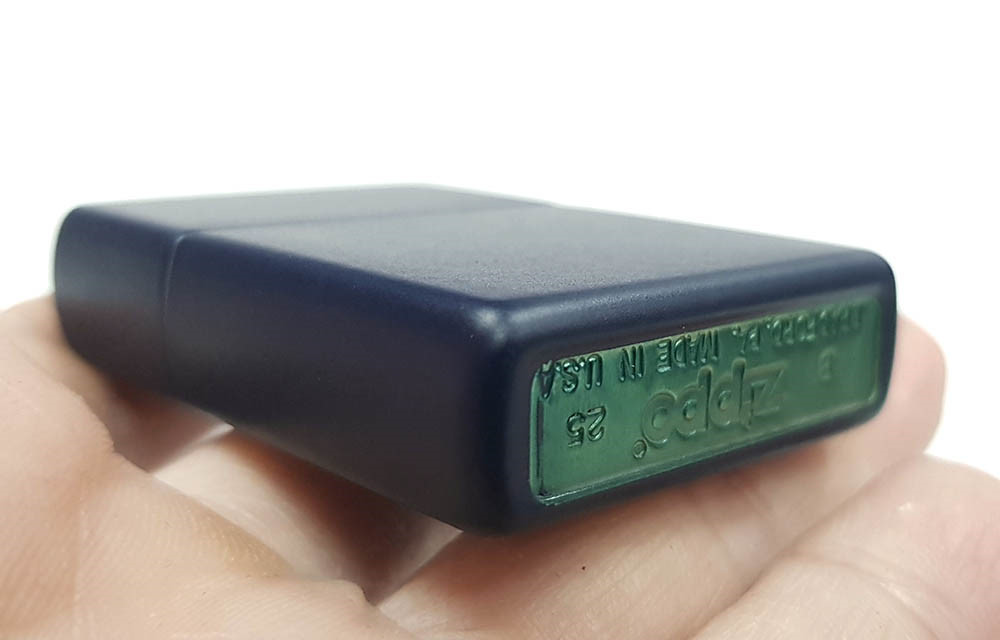 B zippo® 25
BRADFORD, PA. MADE IN U.S.A